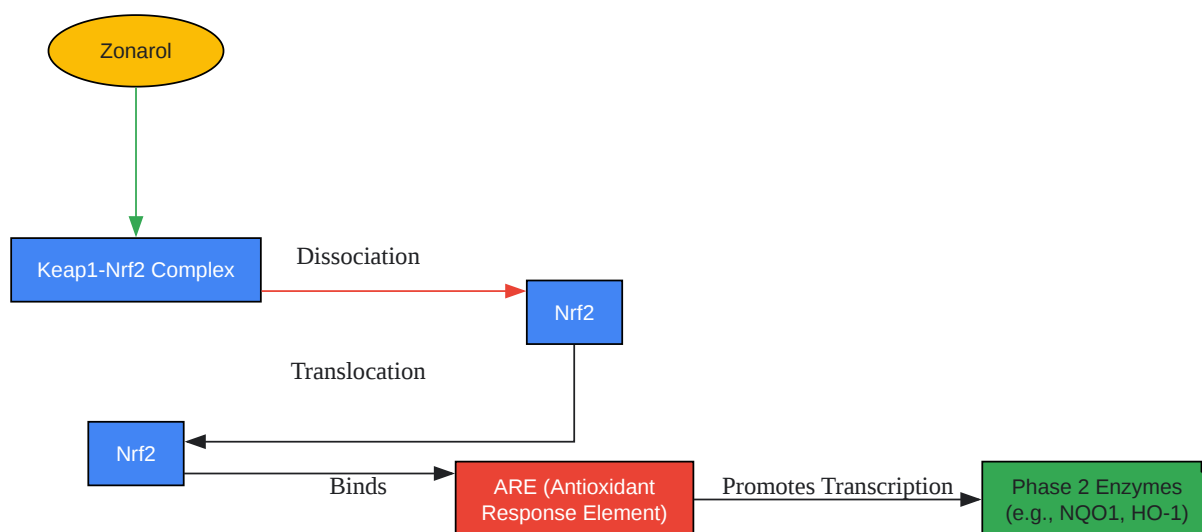 Zonarol
Keap1-Nrf2 Complex
Dissociation
Nrf2
Translocation
Nrf2
Binds
ARE (Antioxidant
Response Element)
Promotes Transcription
Phase 2 Enzymes
(e.g., NQO1, HO-1)